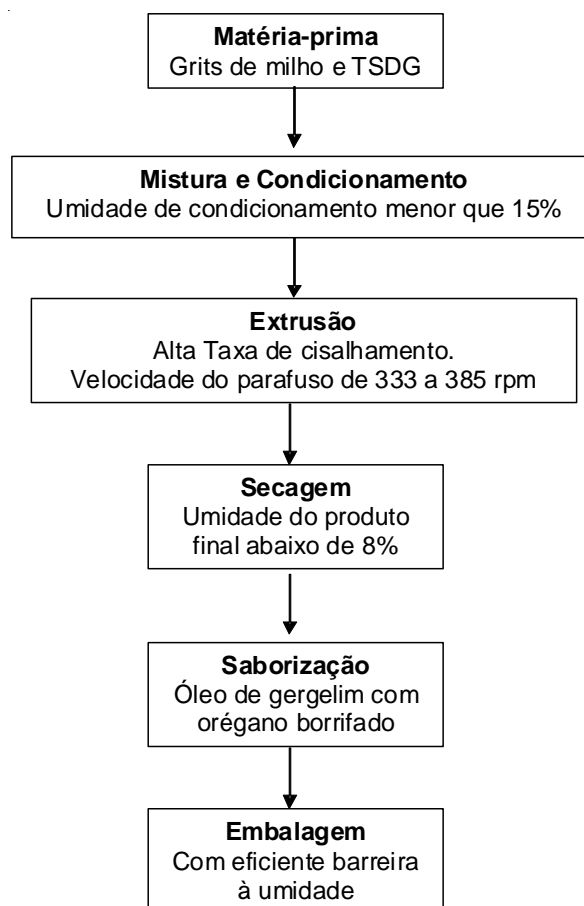 Matéria-prima
Grits de milho e TSDG
Mistura e Condicionamento
Umidade de condicionamento menor que 15%
Extrusão
Alta Taxa de cisalhamento.
Velocidade do parafuso de 333 a 385 rpm
Secagem
Umidade do produto
final abaixo de 8%
Saborização
Óleo de gergelim com
orégano borrifado
Embalagem
Com eficiente barreira
à umidade